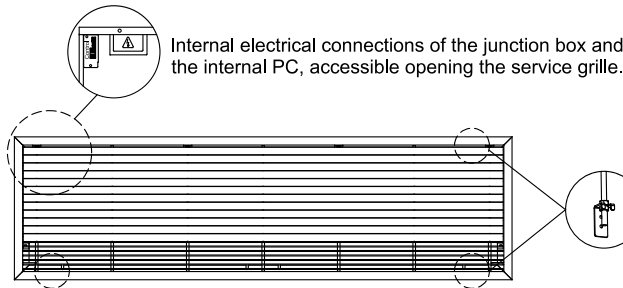 Internal electrical connections of the junction box and
the internal PC, accessible opening the service grille.